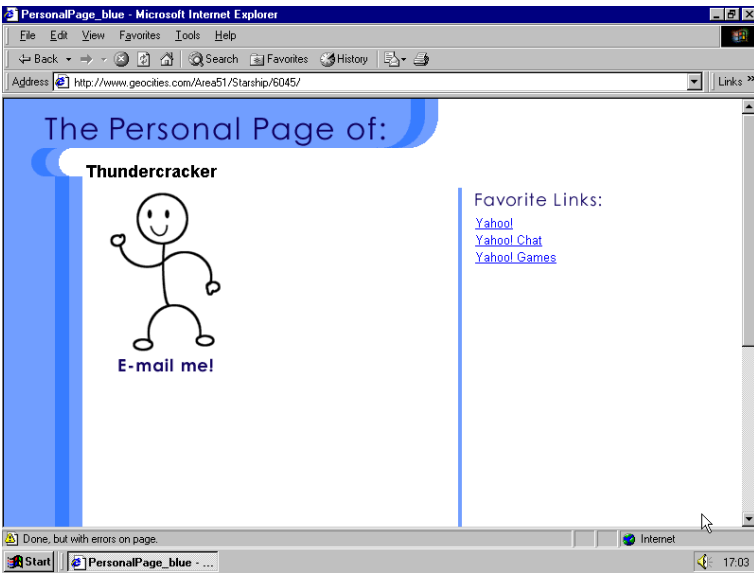 PersonalPage_blue - Microsoft Internet Explorer
File Edit View Favorites Tools Help
Back Search Favorites History
Address http://www.geocities.com/Area51/Starship/6045/ Links »
The Personal Page of:
Thundercracker
Favorite Links:
Yahoo!
Yahoo! Chat
Yahoo! Games
E-mail me!
Done, but with errors on page. Internet
Start PersonalPage_blue - ... 17:03